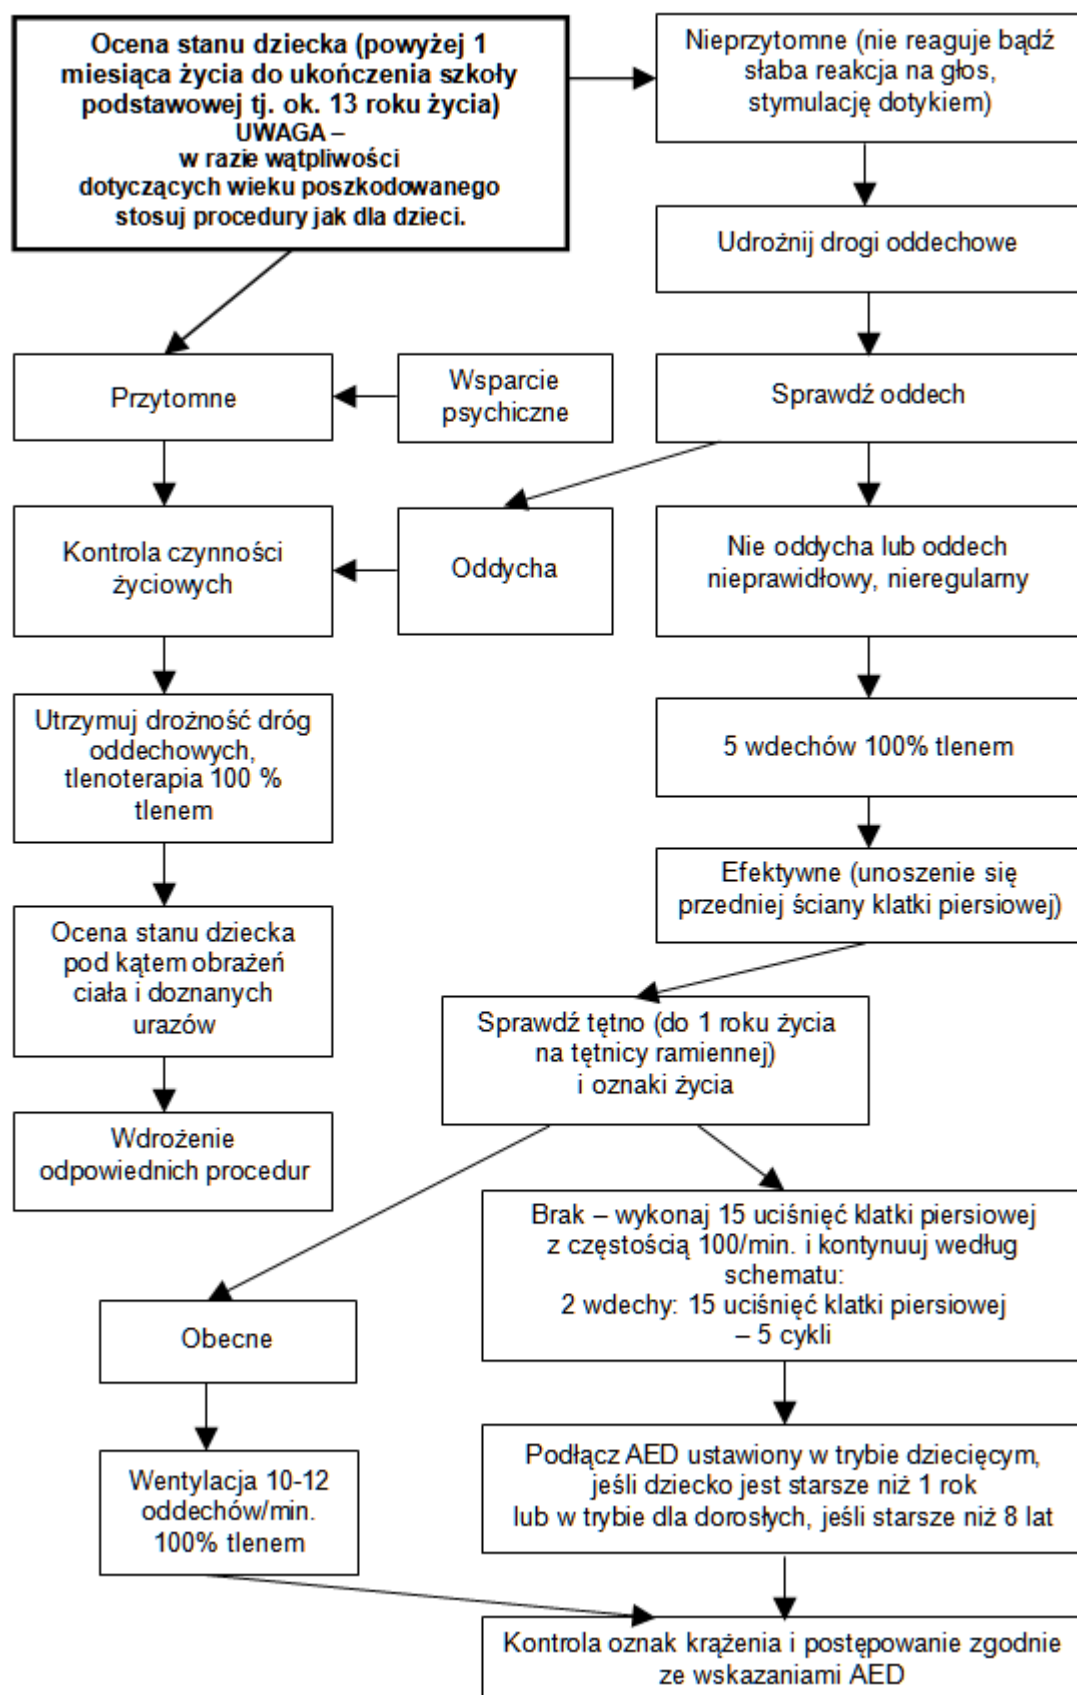 Ocena stanu dziecka (powyżej 1
miesiąca życia do ukończenia szkoły
podstawowej tj. ok. 13 roku życia)
UWAGA –
w razie wątpliwości
dotyczących wieku poszkodowanego
stosuj procedury jak dla dzieci.
Nieprzytomne (nie reaguje bądź
słaba reakcja na głos,
stymulację dotykiem)
Udrożnij drogi oddechowe
Przytomne
Wsparcie
psychiczne
Sprawdź oddech
Kontrola czynności
życiowych
Oddycha
Nie oddycha lub oddech
nieprawidłowy, nieregularny
Utrzymuj drożność dróg
oddechowych,
tlenoterapia 100 %
tlenem
5 wdechów 100% tlenem
Efektywne (unoszenie się
przedniej ściany klatki piersiowej)
Ocena stanu dziecka
pod kątem obrażeń
ciała i doznanych
urazów
Sprawdź tętno (do 1 roku życia
na tętnicy ramiennej)
i oznaki życia
Wdrożenie
odpowiednich procedur
Brak – wykonaj 15 uciśnięć klatki piersiowej
z częstością 100/min. i kontynuuj według
schematu:
2 wdechy: 15 uciśnięć klatki piersiowej
– 5 cykli
Obecne
Podłącz AED ustawiony w trybie dziecięcym,
jeśli dziecko jest starsze niż 1 rok
lub w trybie dla dorosłych, jeśli starsze niż 8 lat
Wentylacja 10-12
oddechów/min.
100% tlenem
Kontrola oznak krążenia i postępowanie zgodnie
ze wskazaniami AED